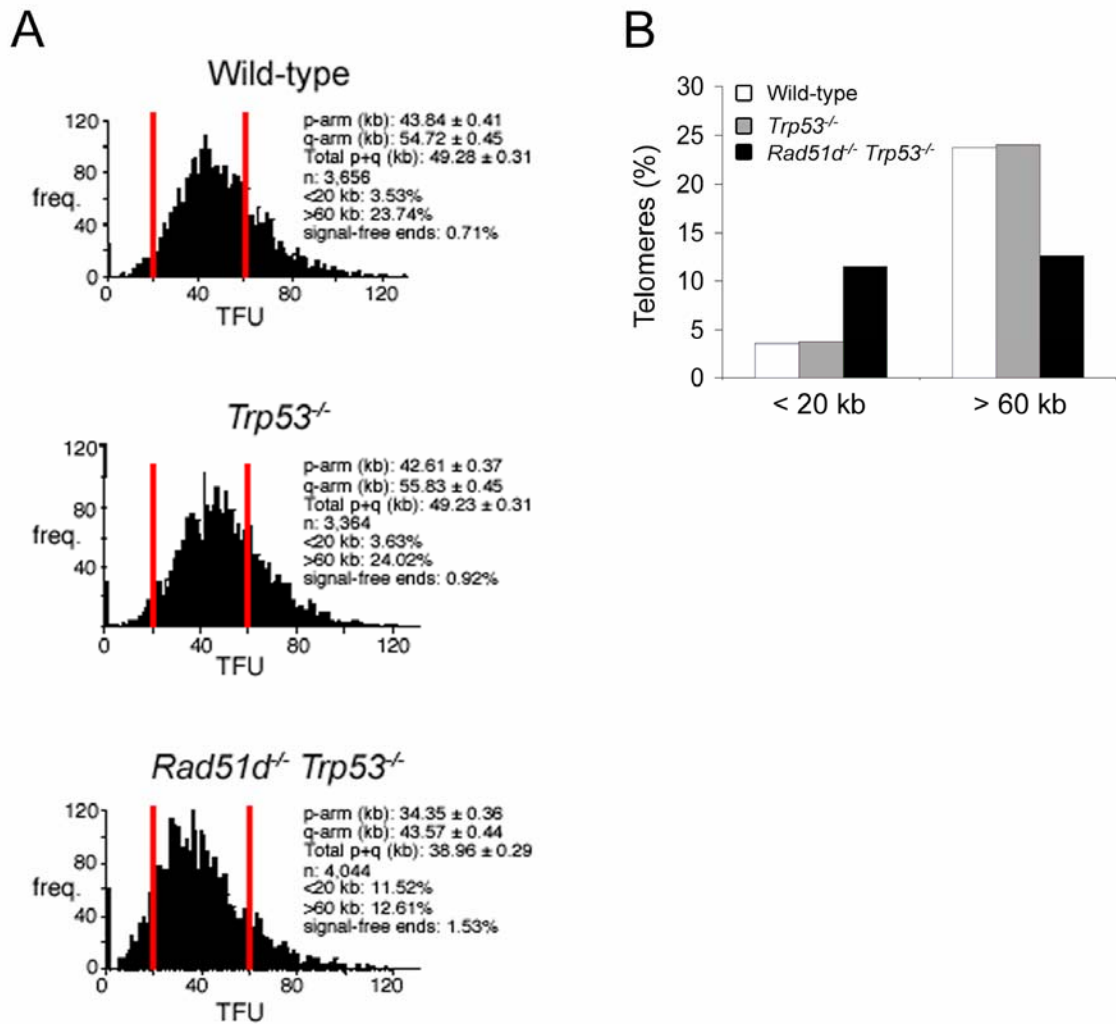 A
Wild-type
120
80
freq.
40
0
0 40 80 120
TFU
p-arm (kb): 43.84 ± 0.41
q-arm (kb): 54.72 ± 0.45
Total p+q (kb): 49.28 ± 0.31
n: 3,656
<20 kb: 3.53%
>60 kb: 23.74%
signal-free ends: 0.71%
Trp53-/-
120
80
freq.
40
0 40 80 120
TFU
p-arm (kb): 42.61 ± 0.37
q-arm (kb): 55.83 ± 0.45
Total p+q (kb): 49.23 ± 0.31
n: 3,364
<20 kb: 3.63%
>60 kb: 24.02%
signal-free ends: 0.92%
Rad51d-/- Trp53-/-
120
80
freq.
40
0
0 40 80 120
TFU
p-arm (kb): 34.35 ± 0.36
q-arm (kb): 43.57 ± 0.44
Total p+q (kb): 38.96 ± 0.29
n: 4,044
<20 kb: 11.52%
>60 kb: 12.61%
signal-free ends: 1.53%
B
30
25
20
15
10
5
0
Telomeres (%)
Wild-type
Trp53-/-
Rad51d-/- Trp53-/-
< 20 kb > 60 kb